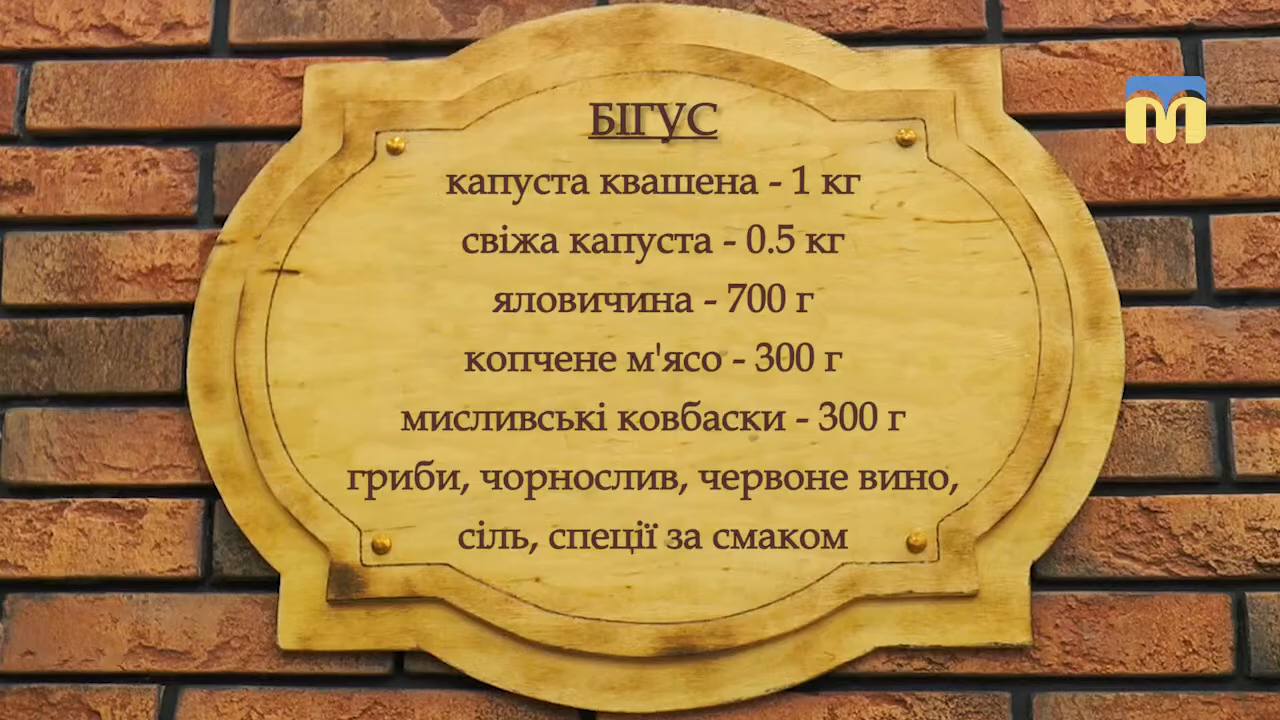 БІГУС
капуста квашена - 1 кг
свіжа капуста - 0.5 кг
яловичина - 700 г
копчене м'ясо - 300 г
мисливські ковбаски - 300 г
гриби, чорнослив, червоне вино,
сіль, спеції за смаком